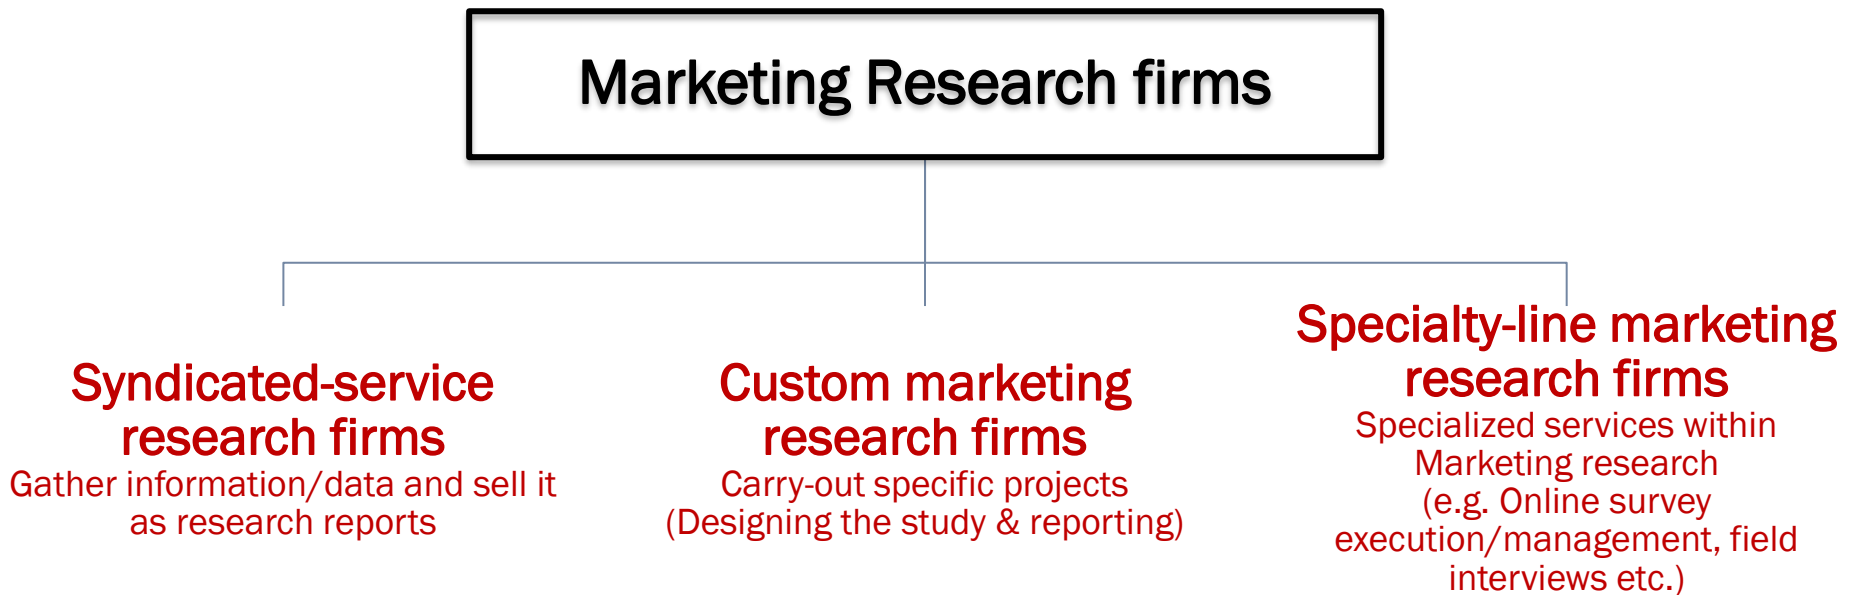 Marketing Research firms
Syndicated-service
research firms
Gather information/data and sell it
as research reports
Custom marketing
research firms
Carry-out specific projects
(Designing the study & reporting)
Specialty-line marketing
research firms
Specialized services within
Marketing research
(e.g. Online survey
execution/management, field
interviews etc.)